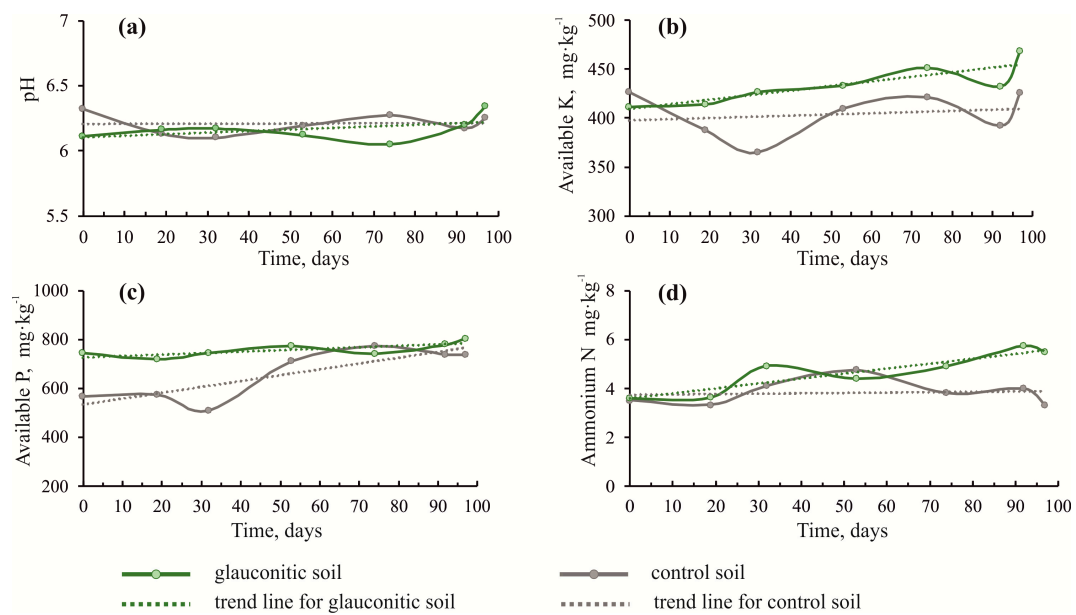 (a)
7
6.5
6
5.5
pH
0 10 20 30 40 50 60 70 80 90 100
Time, days
(b)
500
450
400
350
300
Available K, mg·kg⁻¹
0 10 20 30 40 50 60 70 80 90 100
Time, days
(c)
1000
800
600
400
200
Available P, mg·kg⁻¹
0 10 20 30 40 50 60 70 80 90 100
Time, days
(d)
8
6
4
2
0
Ammonium N mg·kg⁻¹
0 10 20 30 40 50 60 70 80 90 100
Time, days
glauconitic soil
control soil
trend line for glauconitic soil
trend line for control soil